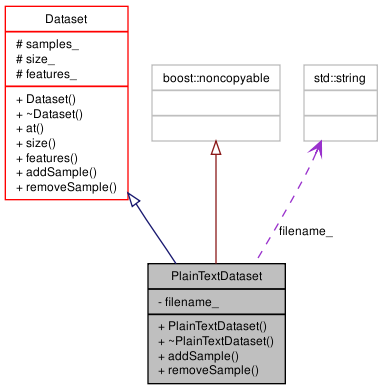 Dataset
# samples_
# size_
# features_
+ Dataset()
+ ~Dataset()
+ at()
+ size()
+ features()
+ addSample()
+ removeSample()
boost::noncopyable
std::string
filename_
PlainTextDataset
- filename_
+ PlainTextDataset()
+ ~PlainTextDataset()
+ addSample()
+ removeSample()